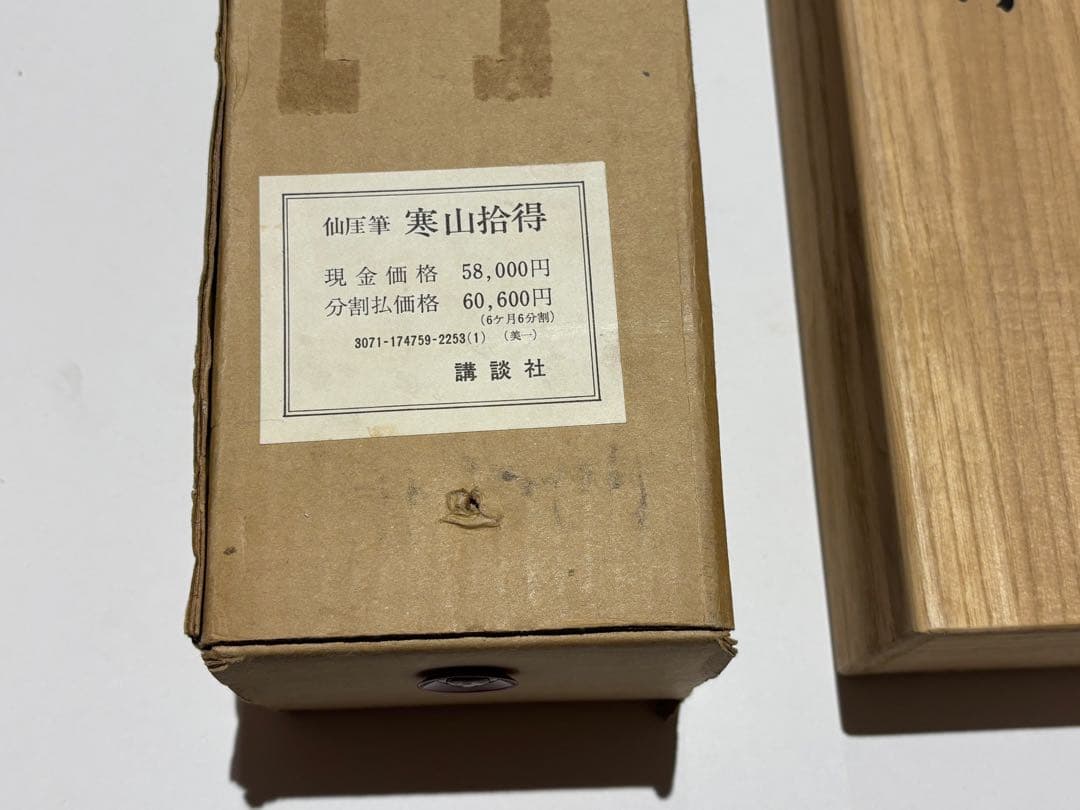 仙厓筆 寒山拾得
現金価格 58,000円
分割払価格 60,600円
(6ケ月6分割)
3071-174759-2253(1) (美一)
講談社